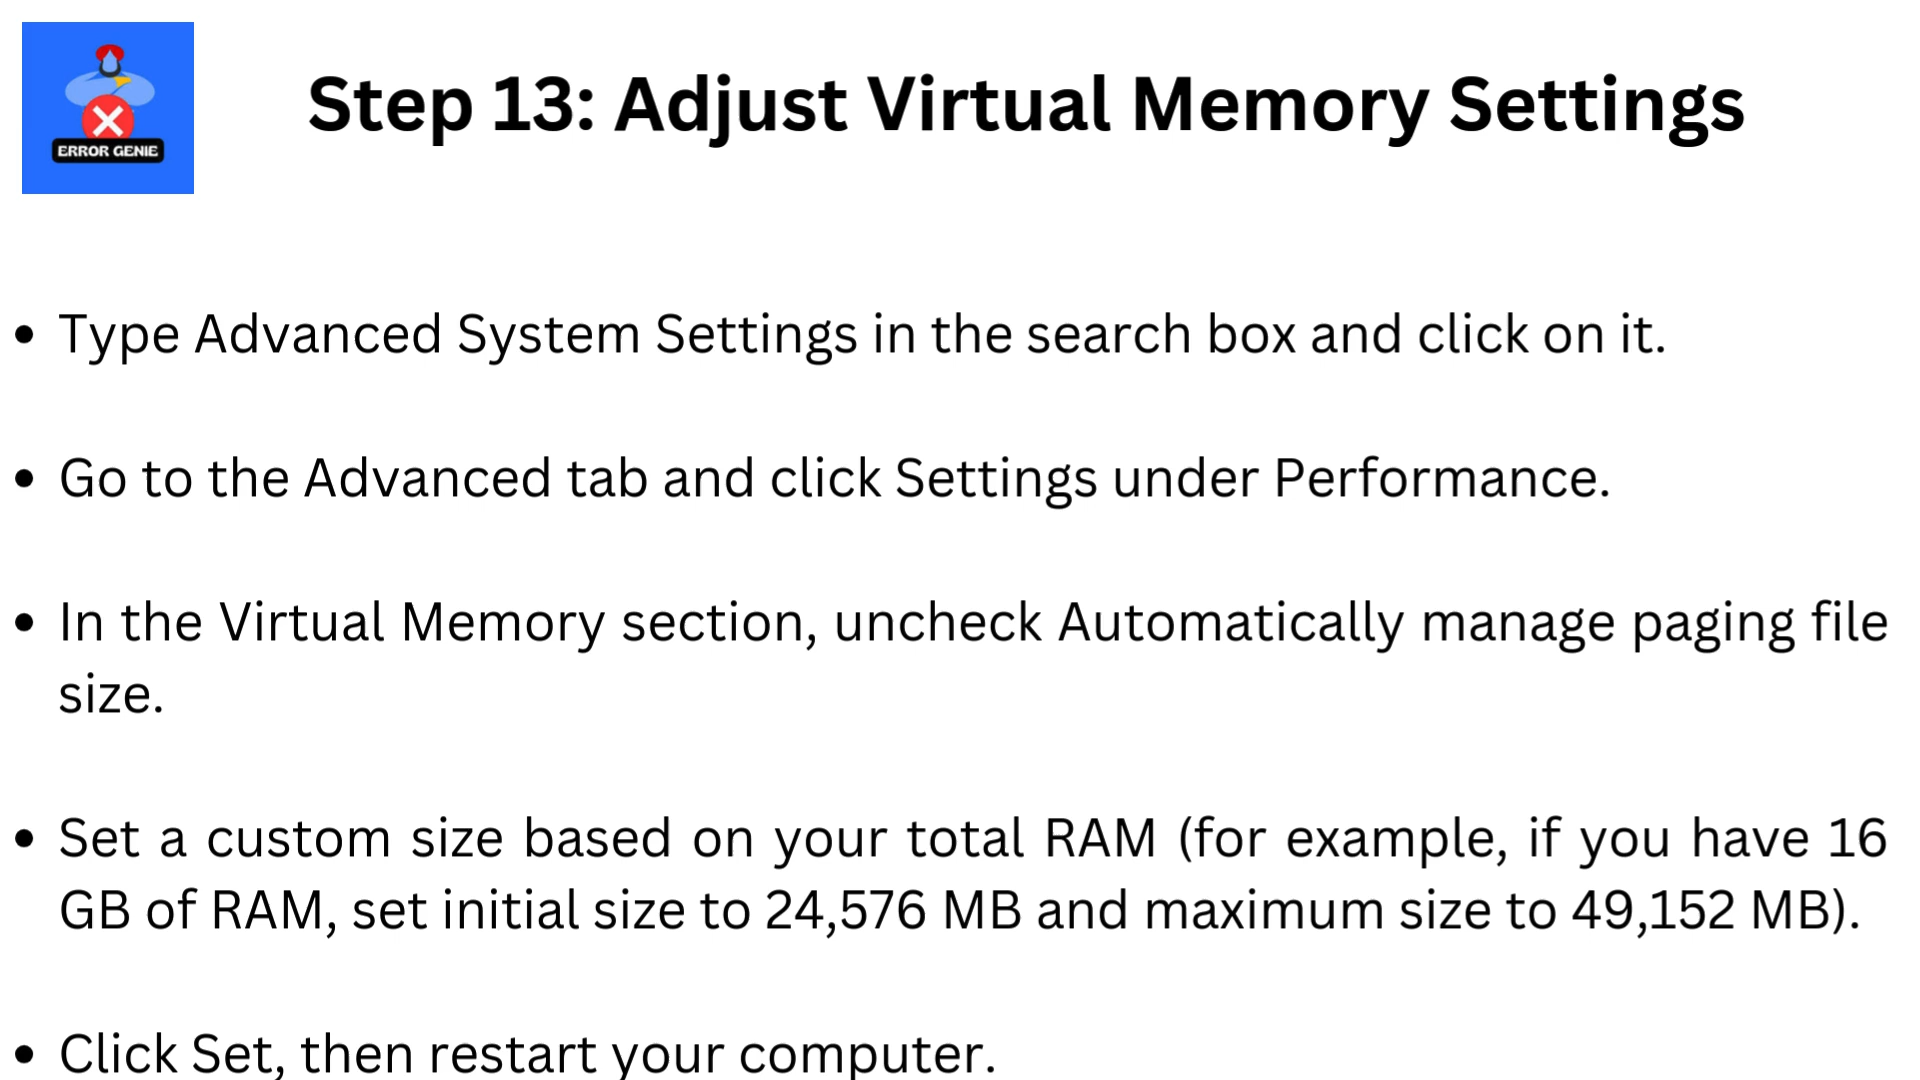 ERROR GENIE
Step 13: Adjust Virtual Memory Settings
• Type Advanced System Settings in the search box and click on it.
• Go to the Advanced tab and click Settings under Performance.
• In the Virtual Memory section, uncheck Automatically manage paging file
size.
• Set a custom size based on your total RAM (for example, if you have 16
GB of RAM, set initial size to 24,576 MB and maximum size to 49,152 MB).
• Click Set, then restart your computer.